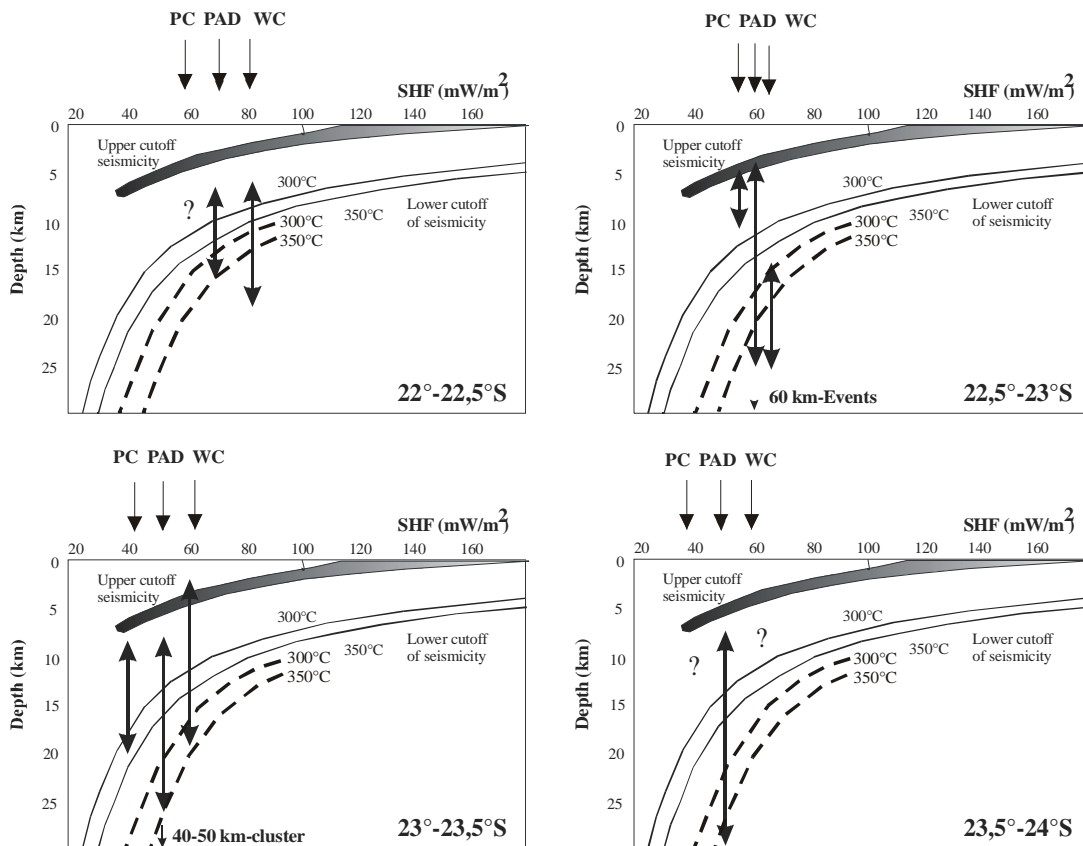 PC PAD WC
SHF (mW/m²)
20 40 60 80 100 120 140 160
0
Upper cutoff
seismicity
5
300°C
?
350°C
Lower cutoff
of seismicity
10
300°C
350°C
15
20
25
Depth (km)
22°-22,5°S
PC PAD WC
SHF (mW/m²)
20 40 60 80 100 120 140 160
0
Upper cutoff
seismicity
5
300°C
350°C
Lower cutoff
of seismicity
10
300°C
350°C
15
20
25
Depth (km)
22,5°-23°S
60 km-Events
PC PAD WC
SHF (mW/m²)
20 40 60 80 100 120 140 160
0
Upper cutoff
seismicity
5
300°C
350°C
Lower cutoff
of seismicity
10
300°C
350°C
15
20
25
Depth (km)
23°-23,5°S
40-50 km-cluster
PC PAD WC
SHF (mW/m²)
20 40 60 80 100 120 140 160
0
Upper cutoff
seismicity
5
300°C
?
?
350°C
Lower cutoff
of seismicity
10
300°C
350°C
15
20
25
Depth (km)
23,5°-24°S